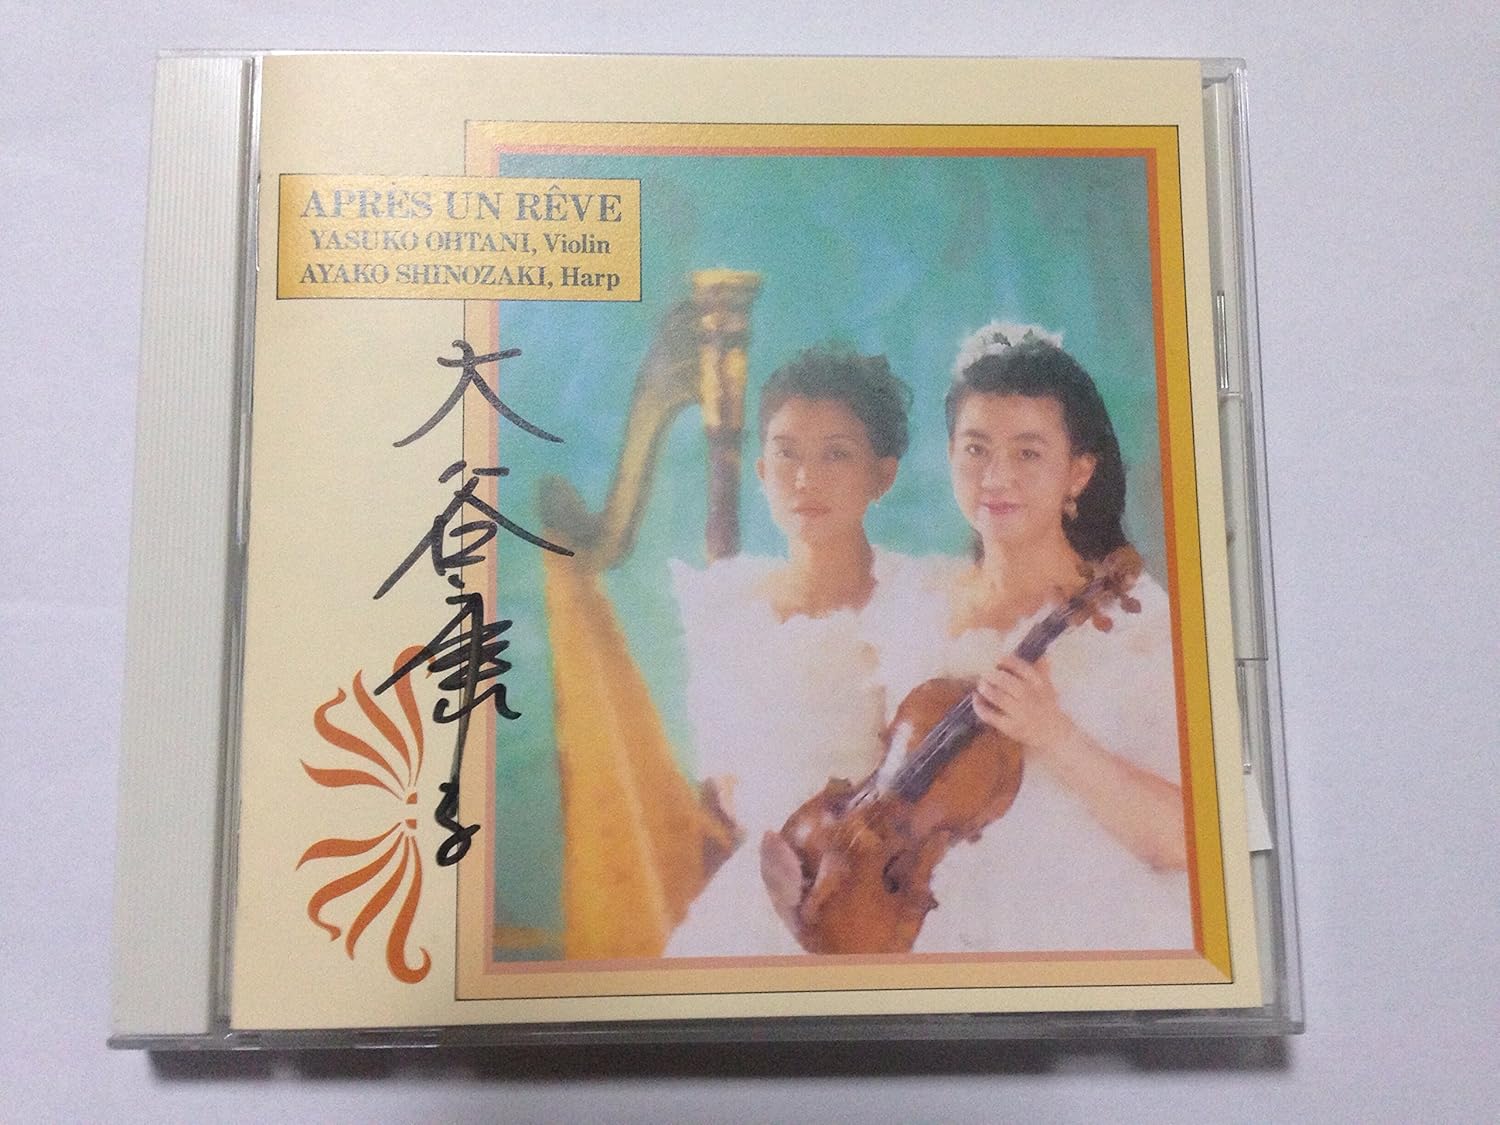 APRÈS UN RÊVE
YASUKO OHTANI, Violin
AYAKO SHINOZAKI, Harp
大谷康子